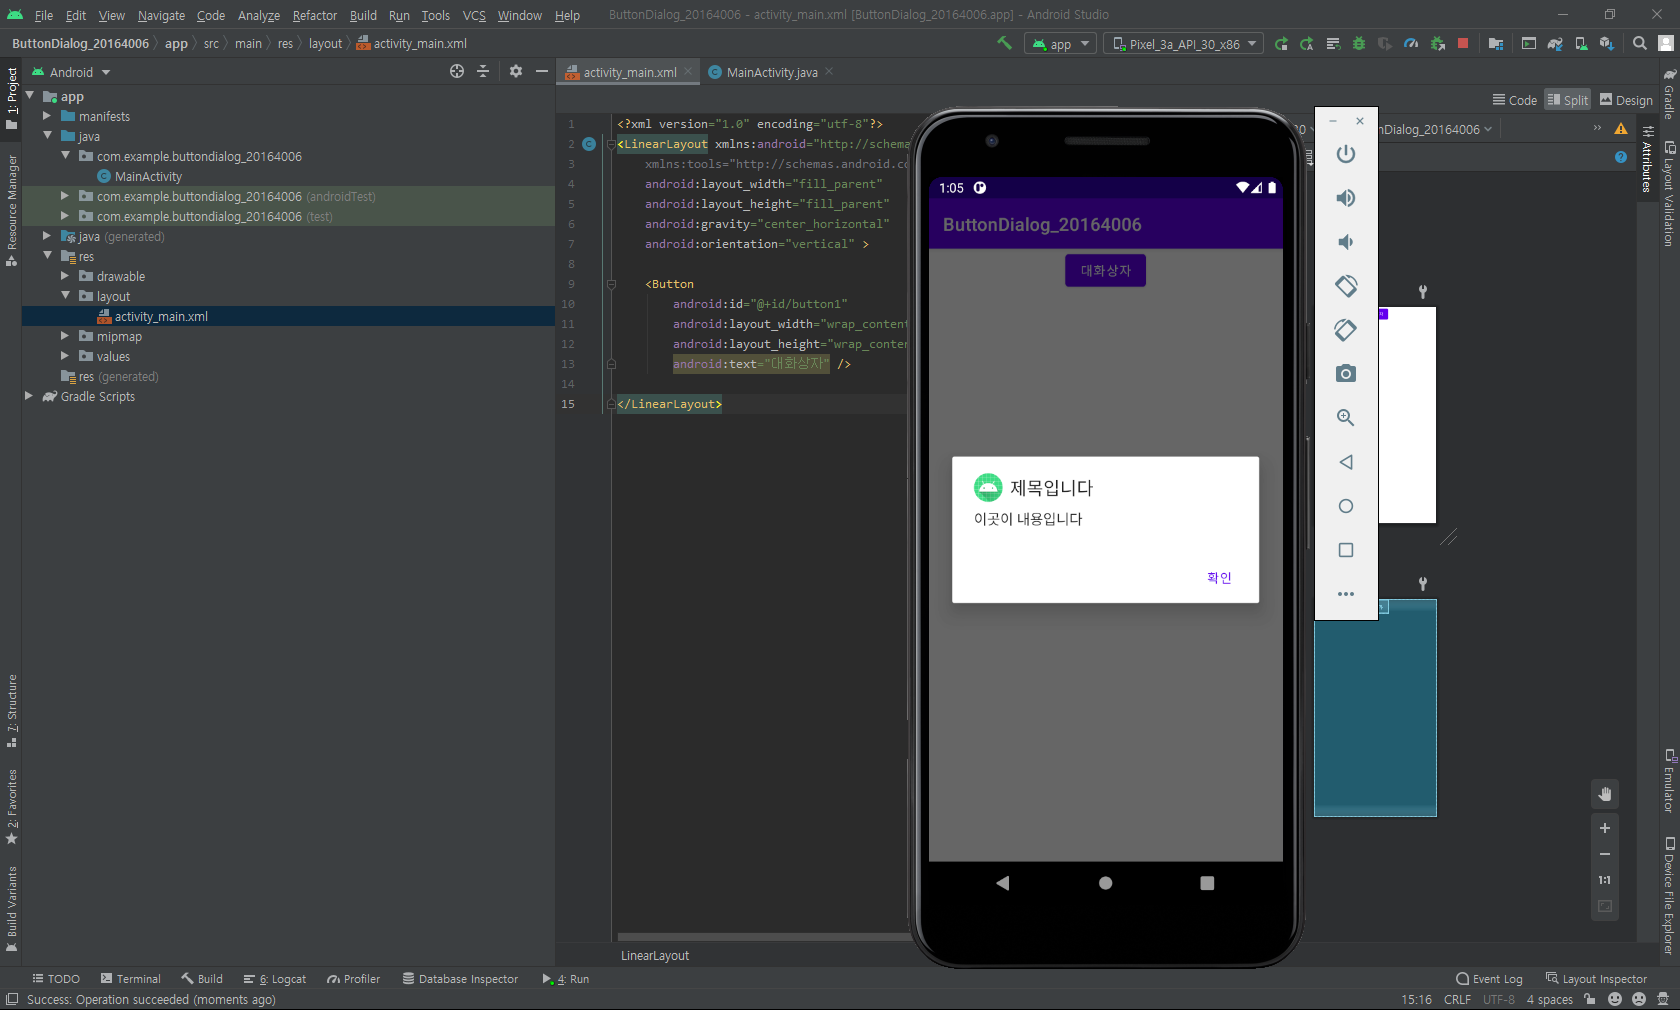 File Edit View Navigate Code Analyze Refactor Build Run Tools VCS Window Help ButtonDialog_20164006 - activity_main.xml [ButtonDialog_20164006.app] - Android Studio
ButtonDialog_20164006 app src main res layout activity_main.xml app Pixel_3a_API_30_x86
Android
activity_main.xml MainActivity.java
Code Split Design
1: Project
Resource Manager
7: Structure
2: Favorites
Build Variants
app
manifests
java
com.example.buttondialog_20164006
MainActivity
com.example.buttondialog_20164006 (androidTest)
com.example.buttondialog_20164006 (test)
java (generated)
res
drawable
layout
activity_main.xml
mipmap
values
res (generated)
Gradle Scripts
1 <?xml version="1.0" encoding="utf-8"?>
2 <LinearLayout xmlns:android="http://schema
3 xmlns:tools="http://schemas.android.co
4 android:layout_width="fill_parent"
5 android:layout_height="fill_parent"
6 android:gravity="center_horizontal"
7 android:orientation="vertical" >
8
9 <Button
10 android:id="@+id/button1"
11 android:layout_width="wrap_content
12 android:layout_height="wrap_conten
13 android:text="대화상자" />
14
15 </LinearLayout>
LinearLayout
1:05
ButtonDialog_20164006
대화상자
제목입니다
이곳이 내용입니다
확인
nDialog_20164006
1:1
Gradle
Layout Validation
Attributes
Emulator
Device File Explorer
TODO Terminal Build 6: Logcat Profiler Database Inspector 4: Run Event Log Layout Inspector
Success: Operation succeeded (moments ago) 15:16 CRLF UTF-8 4 spaces